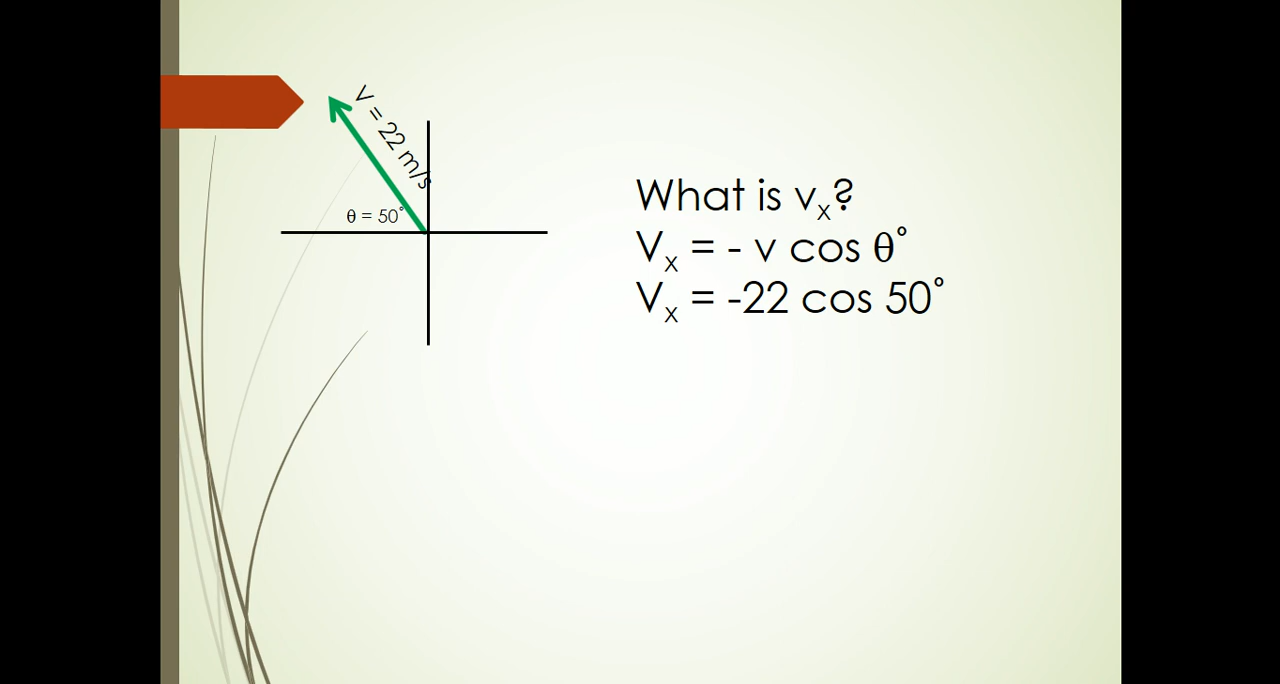 V = 22 m/s
θ = 50˚
What is vₓ?
Vₓ = - v cos θ˚
Vₓ = -22 cos 50˚